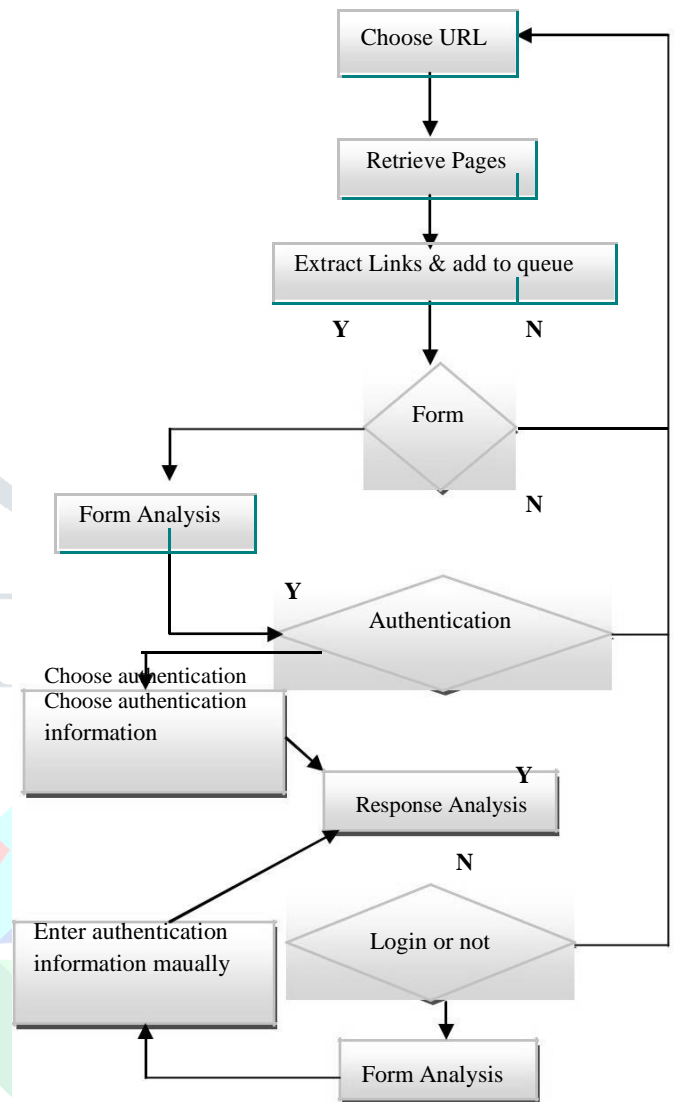 Choose URL
Retrieve Pages
Extract Links & add to queue
Y N
Form
N
Form Analysis
Y
Authentication
Choose authentication
Choose authentication
information
Y
Response Analysis
N
Enter authentication
information maually
Login or not
Form Analysis